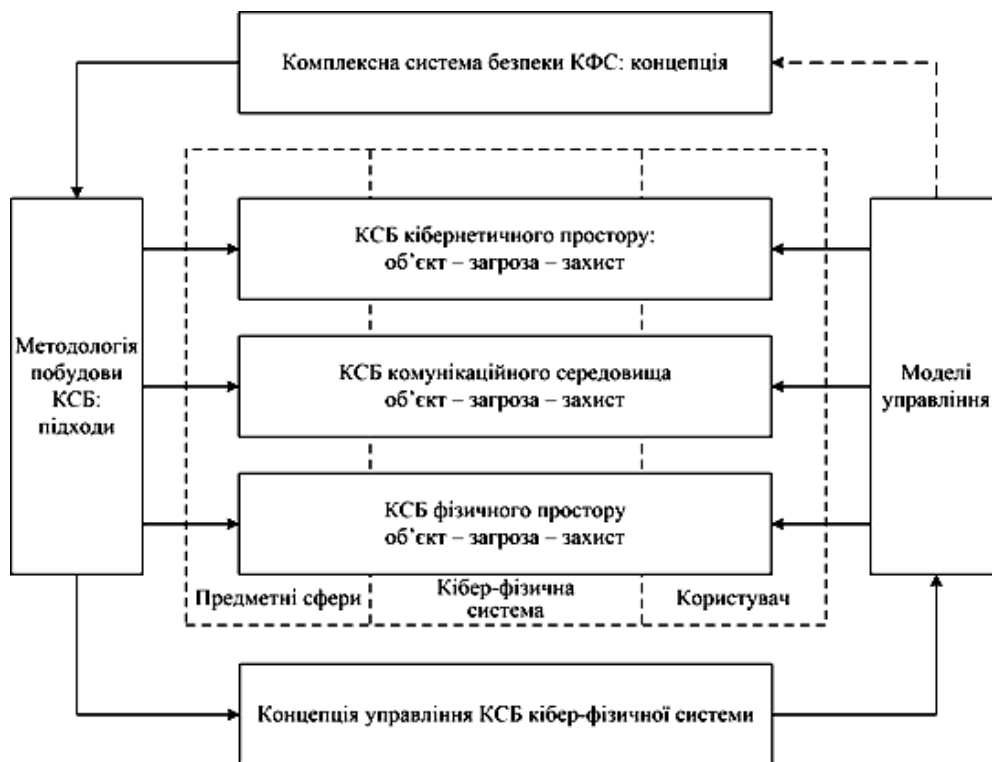 Комплексна система безпеки КФС: концепція
КСБ кібернетичного простору:
об’єкт – загроза – захист
Методологія
побудови
КСБ:
підходи
КСБ комунікаційного середовища
об’єкт – загроза – захист
Моделі
управління
КСБ фізичного простору
об’єкт – загроза – захист
Предметні сфери
Кібер-фізична
система
Користувач
Концепція управління КСБ кібер-фізичної системи